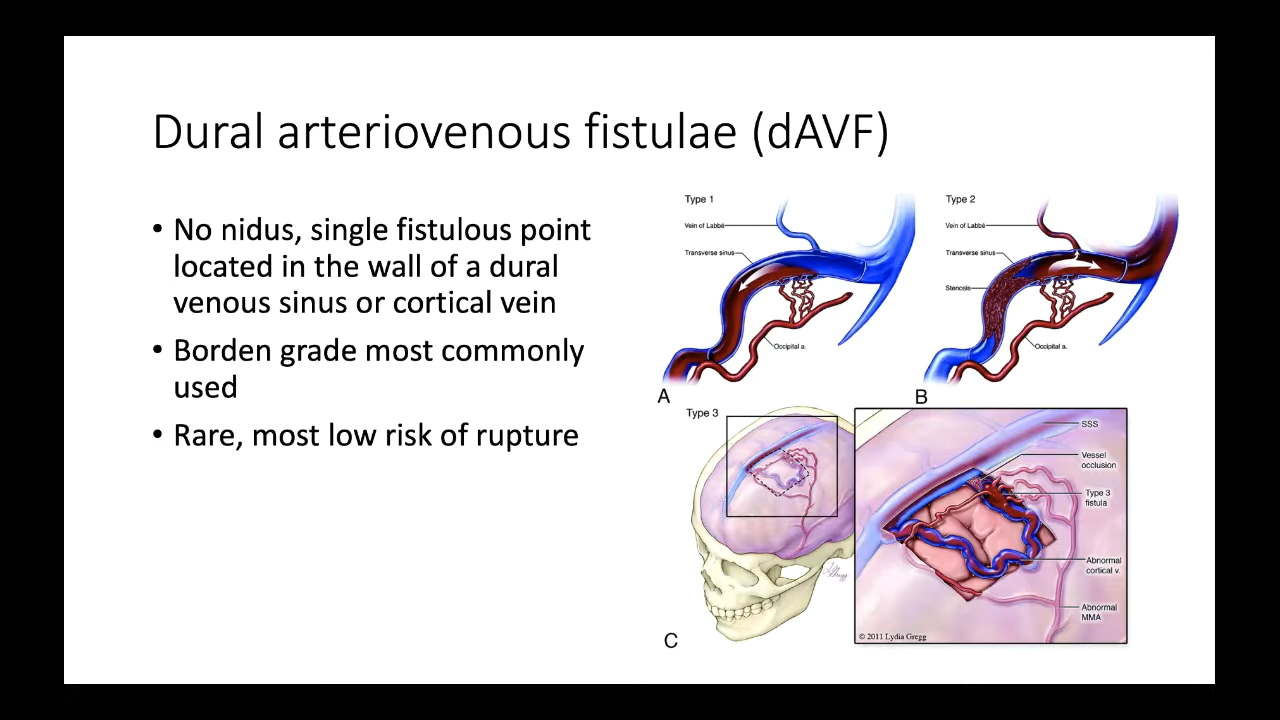 Dural arteriovenous fistulae (dAVF)
• No nidus, single fistulous point
located in the wall of a dural
venous sinus or cortical vein
• Borden grade most commonly
used
• Rare, most low risk of rupture
Type 1
Vein of Labbé
Transverse sinus
Occipital a.
A
Type 2
Vein of Labbé
Transverse sinus
Stenosis
Occipital a.
B
Type 3
C
SSS
Vessel
occlusion
Type 3
fistula
Abnormal
cortical v.
Abnormal
MMA
© 2011 Lydia Gregg